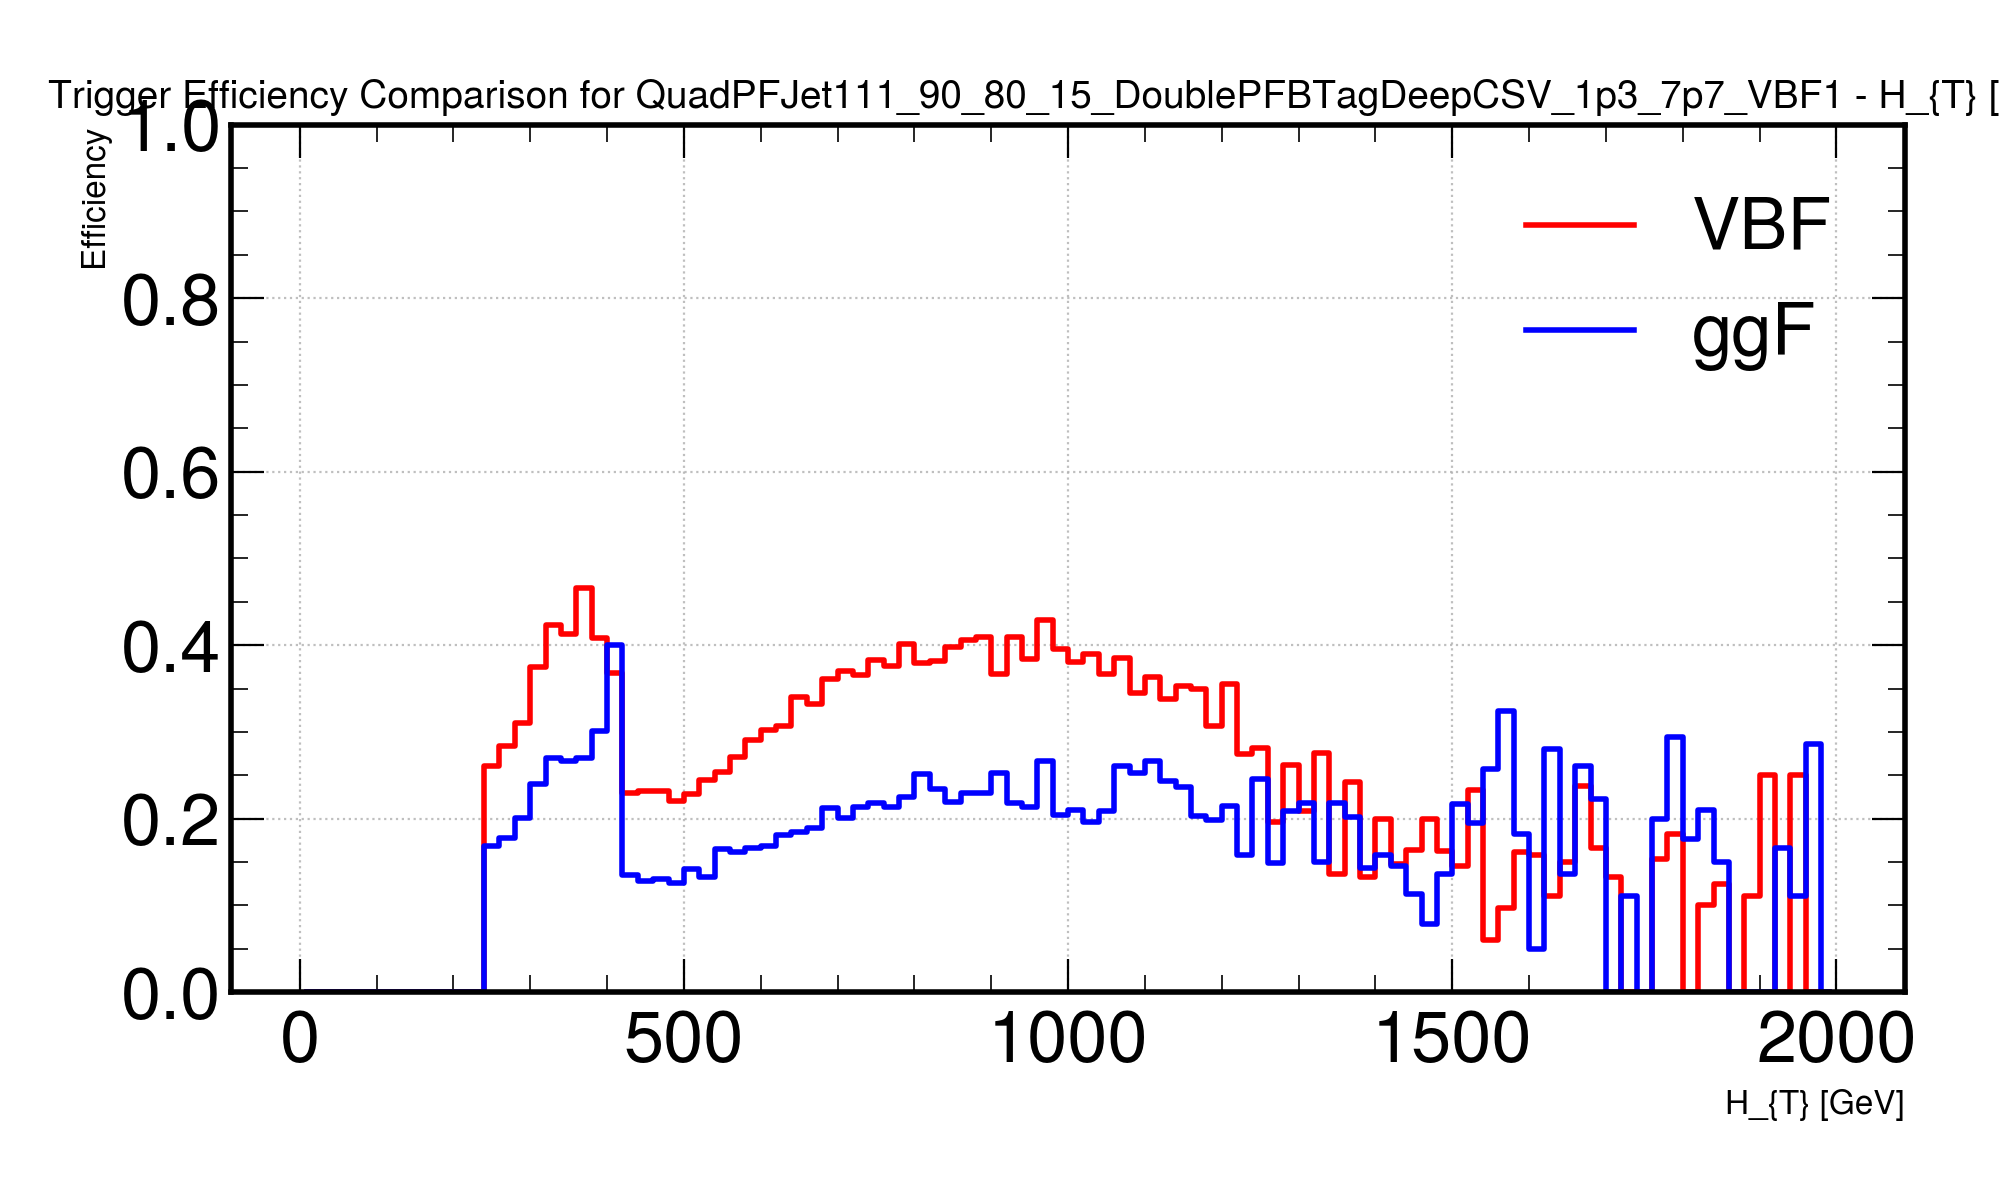 Trigger Efficiency Comparison for QuadPFJet111_90_80_15_DoublePFBTagDeepCSV_1p3_7p7_VBF1 - H_{T} [
Efficiency
1.0
0.8
0.6
0.4
0.2
0.0
VBF
ggF
0 500 1000 1500 2000
H_{T} [GeV]